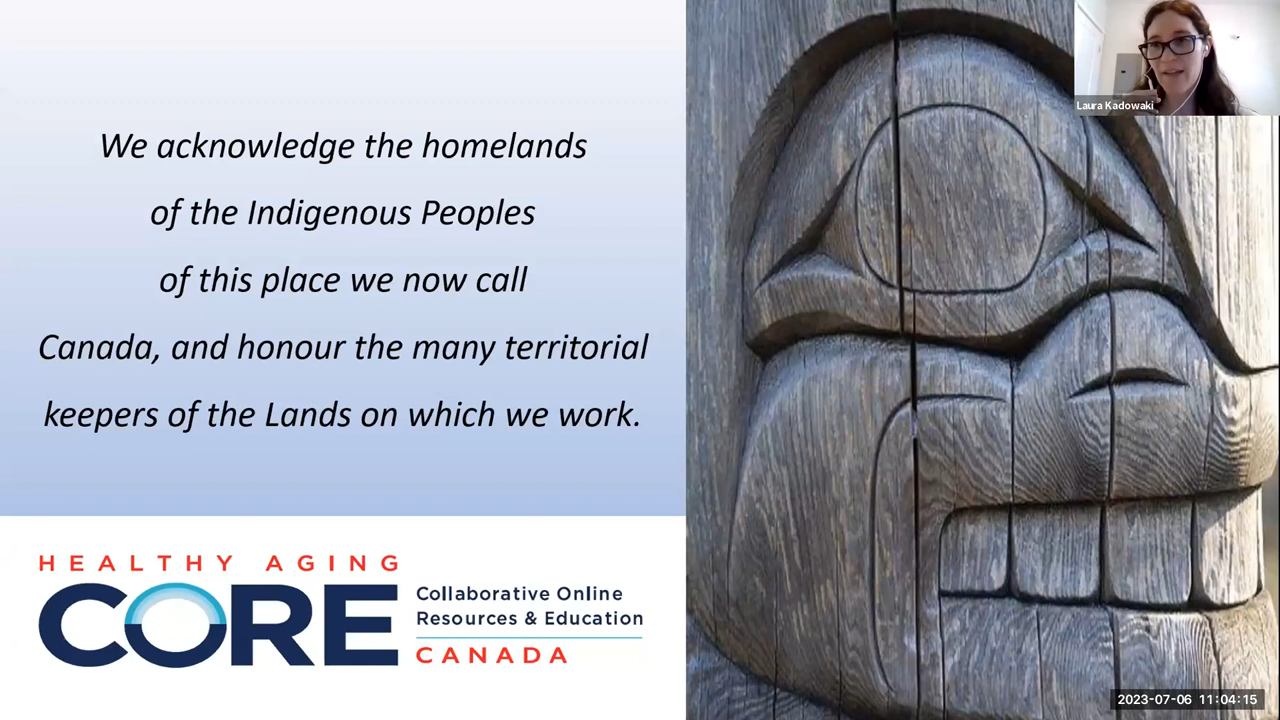 We acknowledge the homelands
of the Indigenous Peoples
of this place we now call
Canada, and honour the many territorial
keepers of the Lands on which we work.
HEALTHY AGING
CORE
Collaborative Online
Resources & Education
CANADA
Laura Kadowaki
2023-07-06 11:04:15